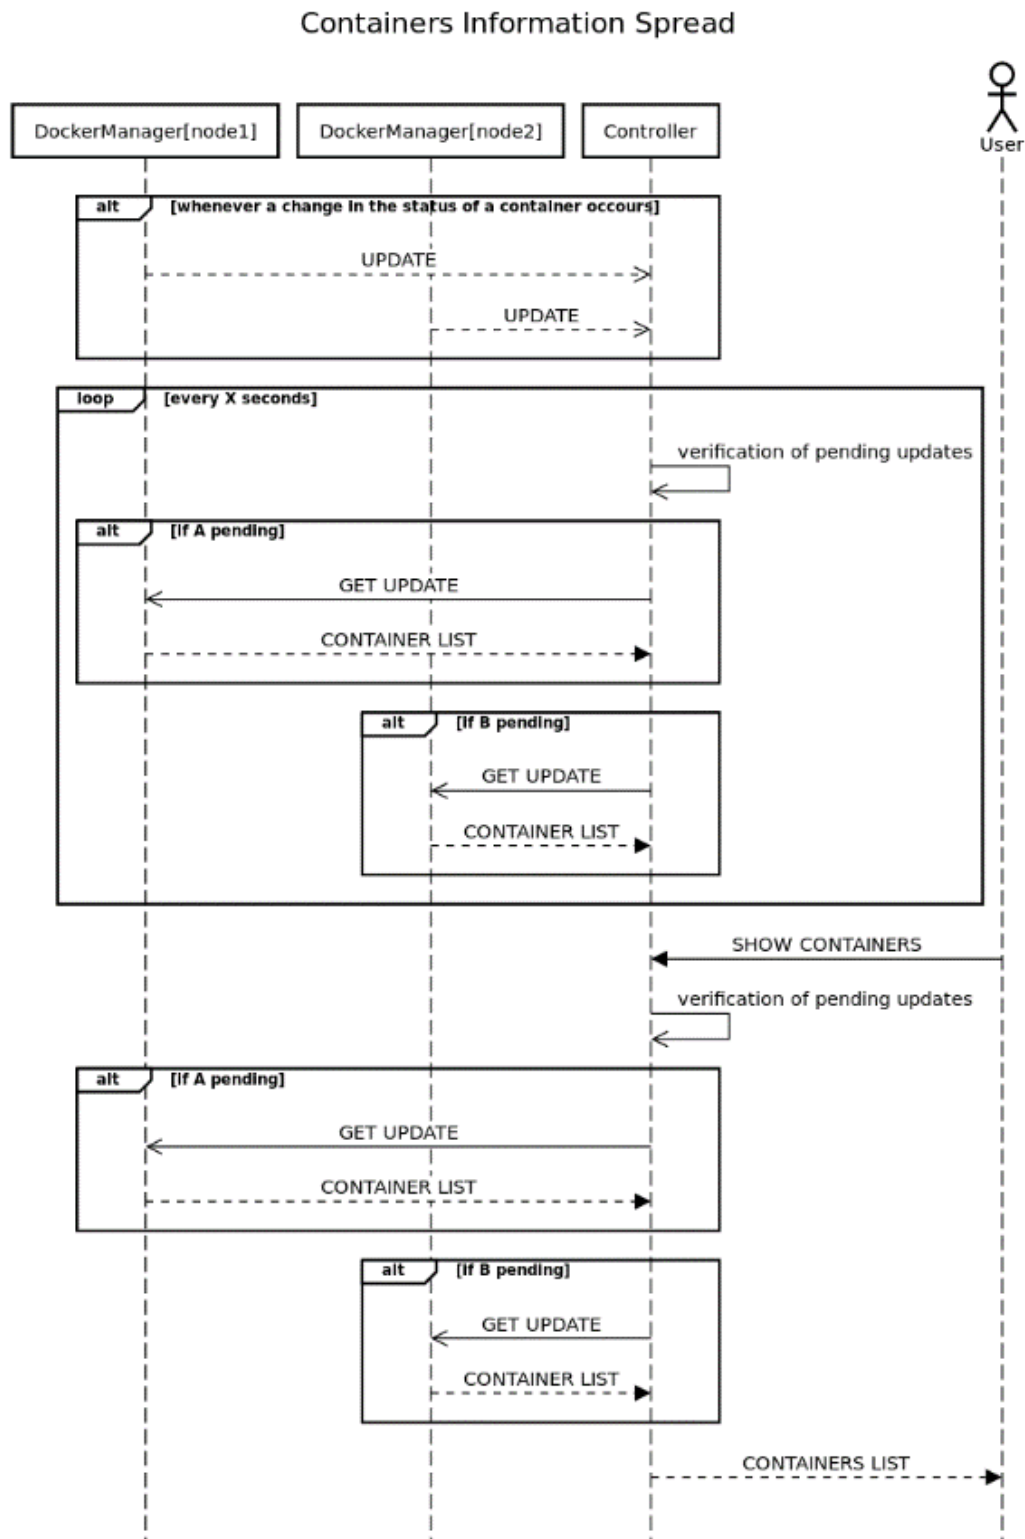 Containers Information Spread
User
DockerManager[node1]
DockerManager[node2]
Controller
alt
[whenever a change in the status of a container occours]
UPDATE
UPDATE
loop
[every X seconds]
verification of pending updates
alt
[if A pending]
GET UPDATE
CONTAINER LIST
alt
[if B pending]
GET UPDATE
CONTAINER LIST
SHOW CONTAINERS
verification of pending updates
alt
[if A pending]
GET UPDATE
CONTAINER LIST
alt
[if B pending]
GET UPDATE
CONTAINER LIST
CONTAINERS LIST